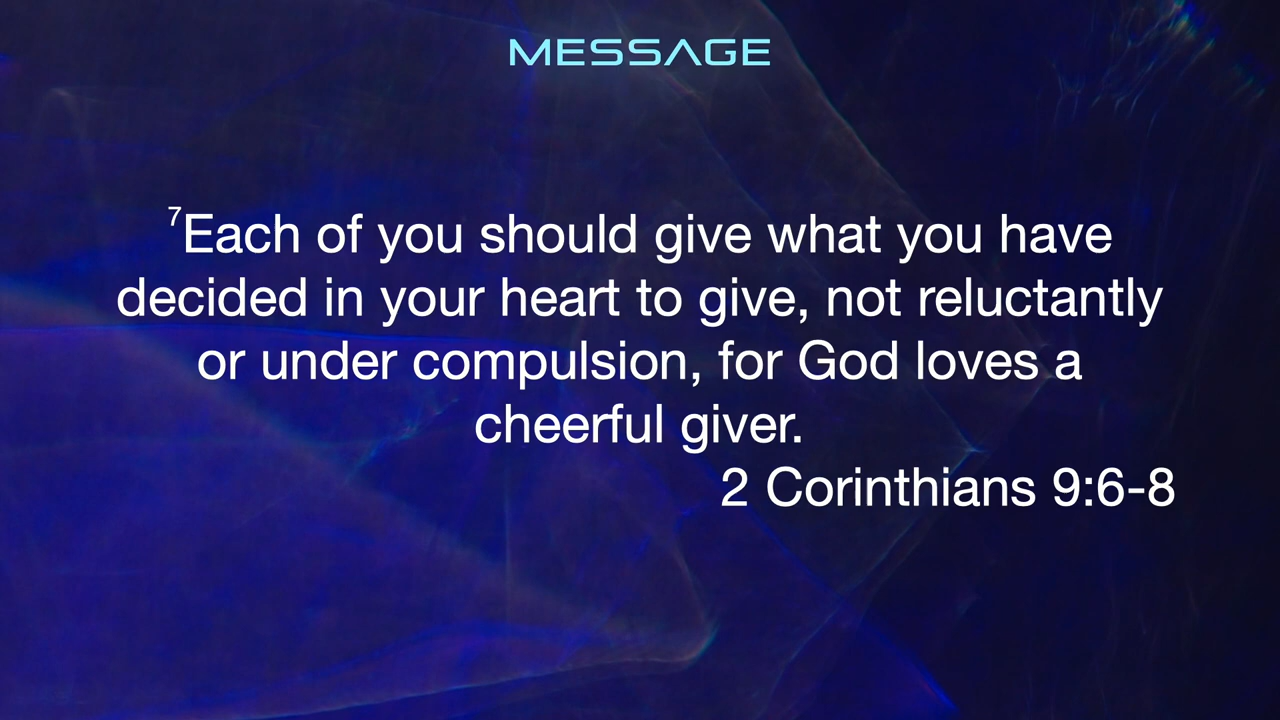 MESSAGE
⁷Each of you should give what you have
decided in your heart to give, not reluctantly
or under compulsion, for God loves a
cheerful giver.
2 Corinthians 9:6-8